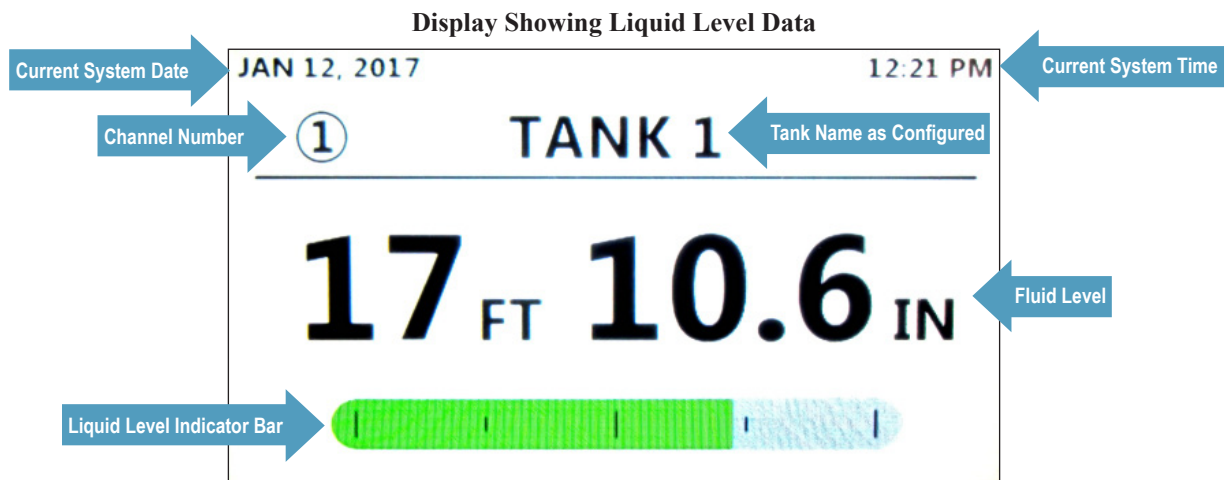 Display Showing Liquid Level Data
Current System Date
JAN 12, 2017
12:21 PM
Current System Time
Channel Number
1
TANK 1
Tank Name as Configured
17 FT 10.6 IN
Fluid Level
Liquid Level Indicator Bar